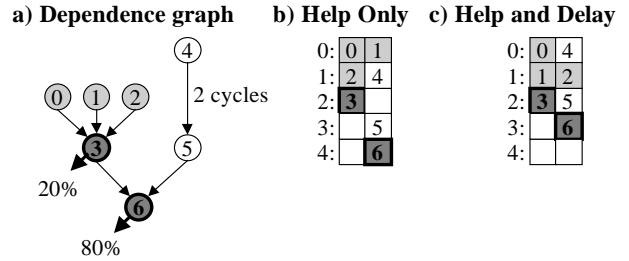 a) Dependence graph
b) Help Only
c) Help and Delay
4
2 cycles
0 1 2
3
5
20%
6
80%
0: 0 1
1: 2 4
2: 3
3: 5
4: 6
0: 0 4
1: 1 2
2: 3 5
3: 6
4: